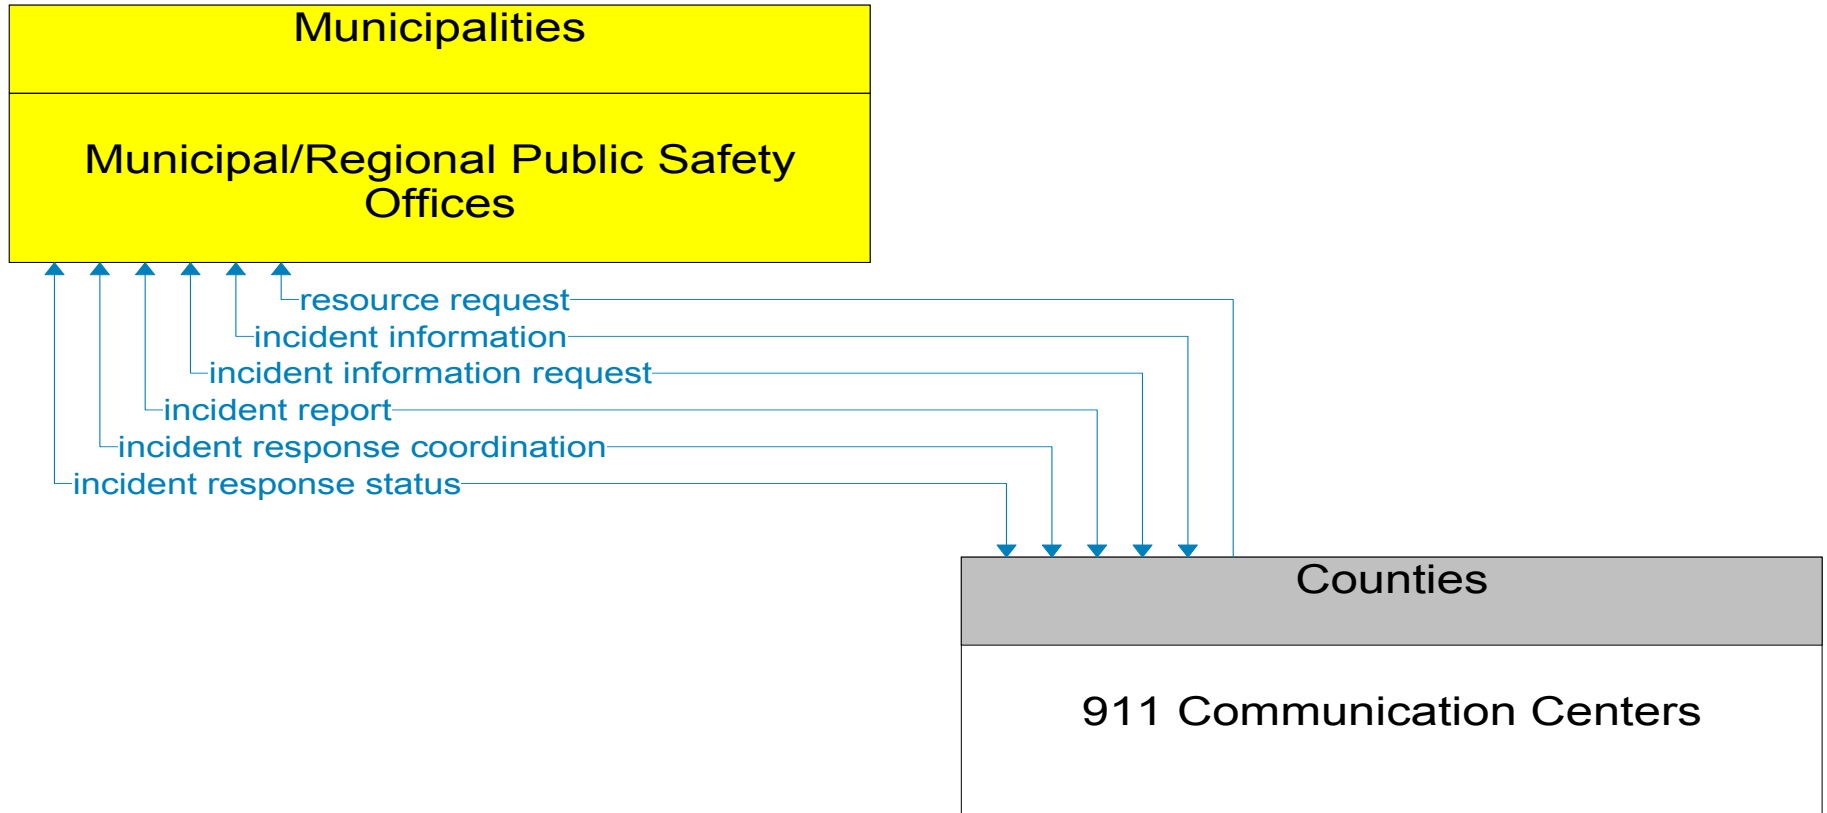 Municipalities
Municipal/Regional Public Safety
Offices
resource request
incident information
incident information request
incident report
incident response coordination
incident response status
Counties
911 Communication Centers